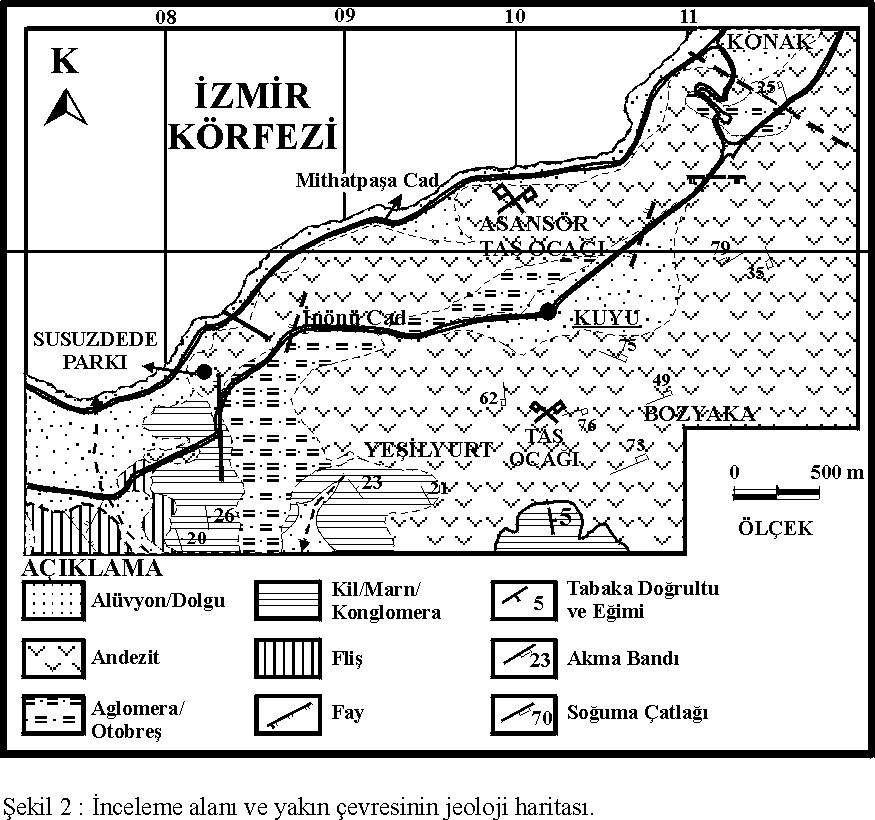 08 09 10 11
KONAK
K
25
İZMİR
KÖRFEZİ
Mithatpaşa Cad
ASANSÖR
TAŞ OCAĞI
79
35
İnönü Cad
KUYU
SUSUZDEDE
PARKI
75
62
49
76
BOZYAKA
TAŞ
OCAGI
YEŞİLYURT
73
23
21
0 500 m
ÖLÇEK
26
5
20
AÇIKLAMA
Alüvyon/Dolgu
Kil/Marn/
Konglomera
5
Tabaka Doğrultu
ve Eğimi
Andezit
Fliş
23
Akma Bandı
Aglomera/
Otobreş
Fay
70
Soğuma Çatlağı
Şekil 2 : İnceleme alanı ve yakın çevresinin jeoloji haritası.